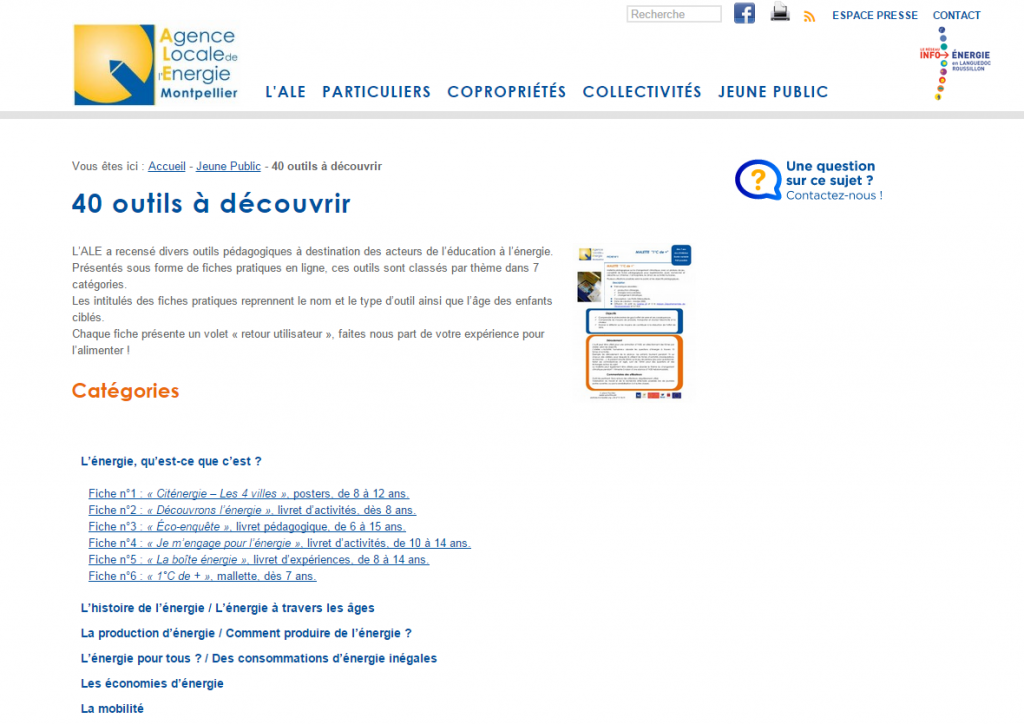 Recherche
ESPACE PRESSE
CONTACT
Agence
Locale de
l'Énergie
Montpellier
L'ALE
PARTICULIERS
COPROPRIÉTÉS
COLLECTIVITÉS
JEUNE PUBLIC
LE RÉSEAU
INFO→ ÉNERGIE
en LANGUEDOC
ROUSSILLON
Vous êtes ici : Accueil - Jeune Public - 40 outils à découvrir
40 outils à découvrir
Une question
sur ce sujet ?
Contactez-nous !
L'ALE a recensé divers outils pédagogiques à destination des acteurs de l'éducation à l'énergie.
Présentés sous forme de fiches pratiques en ligne, ces outils sont classés par thème dans 7
catégories.
Les intitulés des fiches pratiques reprennent le nom et le type d'outil ainsi que l'âge des enfants
ciblés.
Chaque fiche présente un volet « retour utilisateur », faites nous part de votre expérience pour
l'alimenter !
Catégories
L'énergie, qu'est-ce que c'est ?
Fiche n°1 : « Citénergie – Les 4 villes », posters, de 8 à 12 ans.
Fiche n°2 : « Découvrons l'énergie », livret d'activités, dès 8 ans.
Fiche n°3 : « Éco-enquête », livret pédagogique, de 6 à 15 ans.
Fiche n°4 : « Je m'engage pour l'énergie », livret d'activités, de 10 à 14 ans.
Fiche n°5 : « La boîte énergie », livret d'expériences, de 8 à 14 ans.
Fiche n°6 : « 1°C de + », mallette, dès 7 ans.
L'histoire de l'énergie / L'énergie à travers les âges
La production d'énergie / Comment produire de l'énergie ?
L'énergie pour tous ? / Des consommations d'énergie inégales
Les économies d'énergie
La mobilité